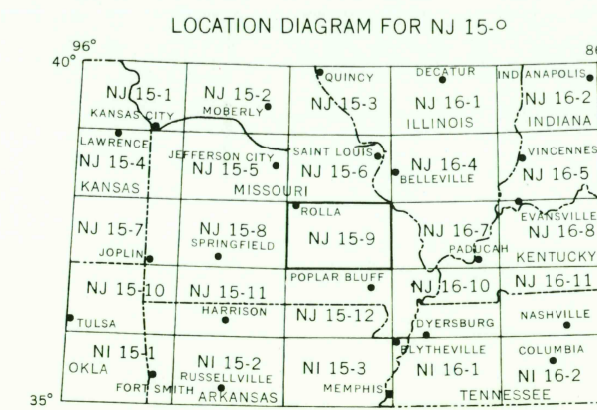 LOCATION DIAGRAM FOR NJ 15-
96°
40°
QUINCY DECATUR INDIANAPOLIS
NJ 15-1 NJ 15-2 NJ 15-3 NJ 16-1 NJ 16-2
KANSAS CITY MOBERLY ILLINOIS INDIANA
LAWRENCE JEFFERSON CITY SAINT LOUIS VINCENNES
NJ 15-4 NJ 15-5 NJ 15-6 NJ 16-4 NJ 16-5
KANSAS MISSOURI BELLEVILLE
ROLLA EVANSVILLE
NJ 15-7 NJ 15-8 NJ 15-9 NJ 16-7 NJ 16-8
JOPLIN SPRINGFIELD PADUCAH KENTUCKY
POPLAR BLUFF
NJ 15-10 NJ 15-11 NJ 15-12 NJ 16-10 NJ 16-11
TULSA HARRISON DYERSBURG NASHVILLE
BLYTHEVILLE COLUMBIA
NI 15-1 NI 15-2 NI 15-3 NI 16-1 NI 16-2
OKLA RUSSELLVILLE
FORT SMITH ARKANSAS MEMPHIS TENNESSEE
35°